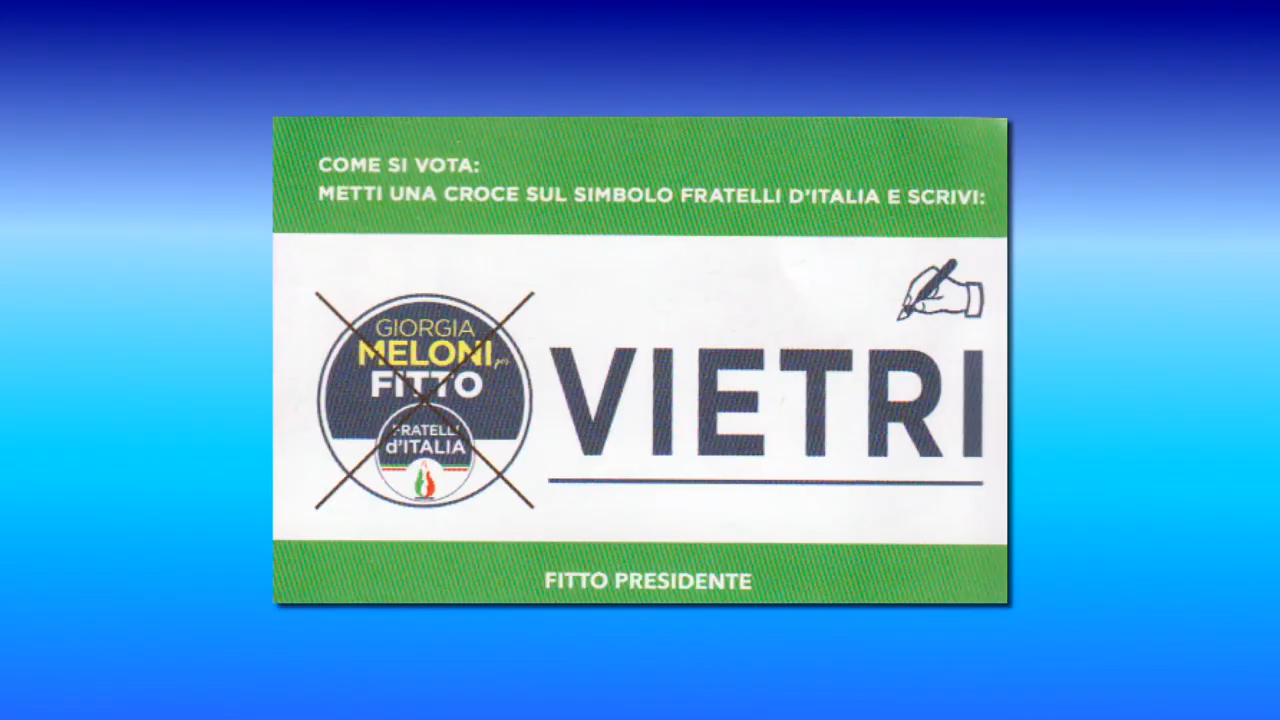 COME SI VOTA:
METTI UNA CROCE SUL SIMBOLO FRATELLI D'ITALIA E SCRIVI:
GIORGIA
MELONI per
FITTO
FRATELLI
d'ITALIA
VIETRI
FITTO PRESIDENTE